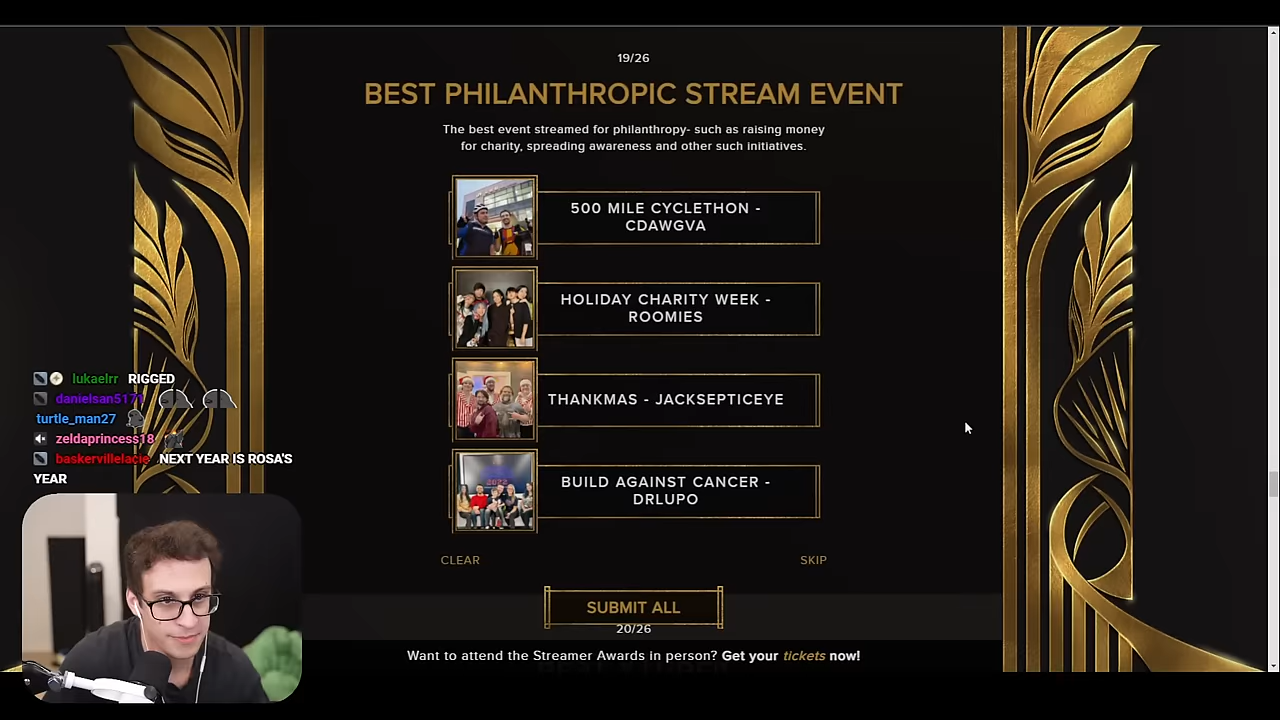 19/26
BEST PHILANTHROPIC STREAM EVENT
The best event streamed for philanthropy- such as raising money
for charity, spreading awareness and other such initiatives.
500 MILE CYCLETHON -
CDAWGVA
HOLIDAY CHARITY WEEK -
ROOMIES
THANKMAS - JACKSEPTICEYE
BUILD AGAINST CANCER -
DRLUPO
CLEAR
SKIP
SUBMIT ALL
20/26
Want to attend the Streamer Awards in person? Get your tickets now!
lukaelrr RIGGED
danielsan5171
turtle_man27
zeldaprincess18
baskervillelacie NEXT YEAR IS ROSA'S
YEAR